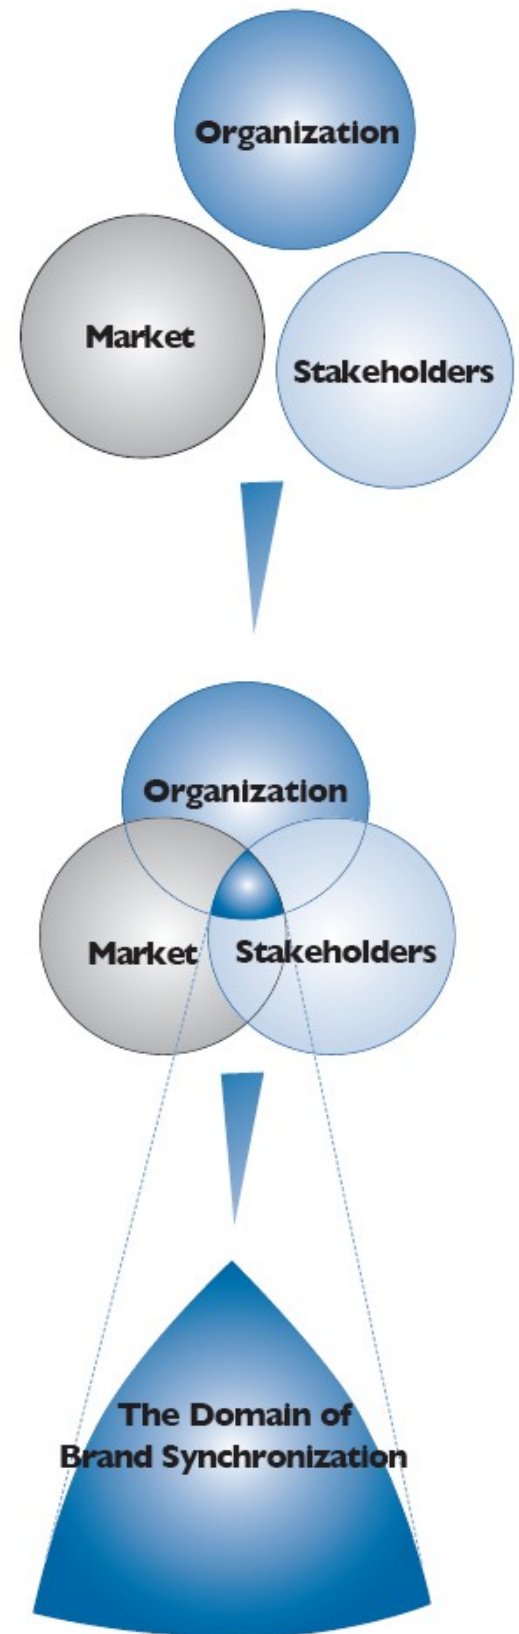 Organization
Market
Stakeholders
Organization
Market
Stakeholders
The Domain of
Brand Synchronization